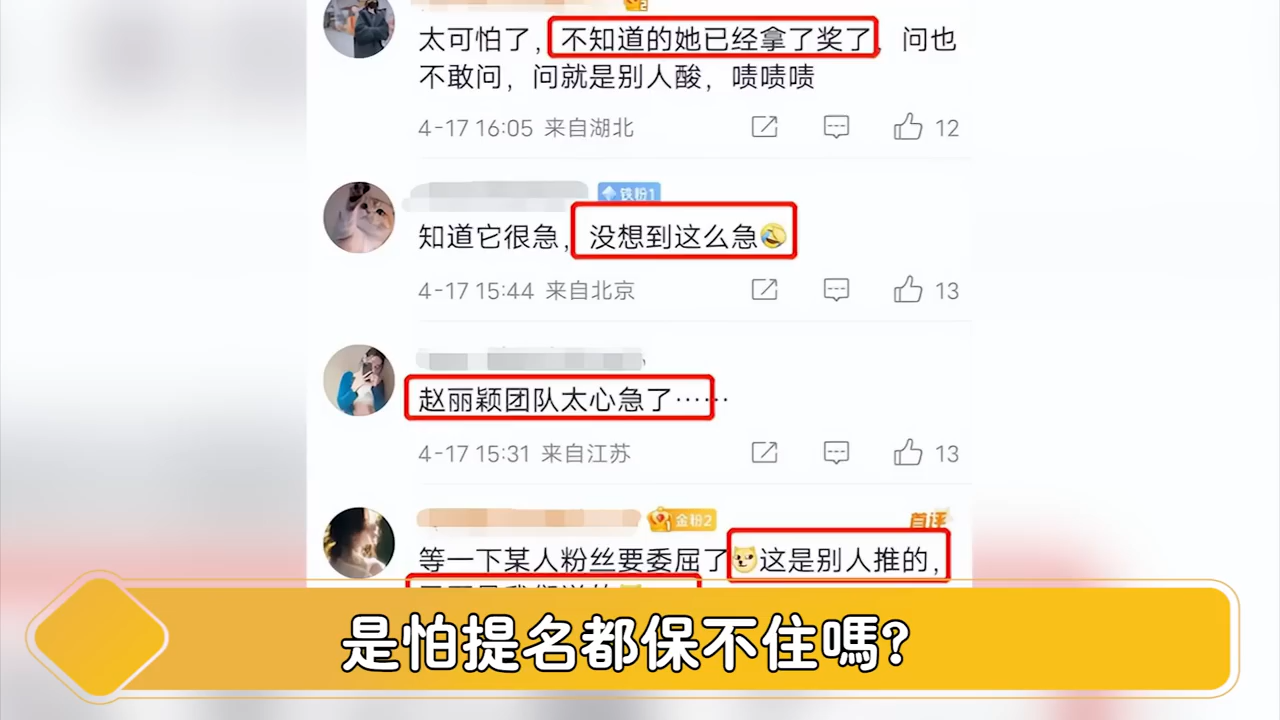 太可怕了，不知道的她已经拿了奖了，问也
不敢问，问就是别人酸，啧啧啧
4-17 16:05 来自湖北
12
铁粉1
知道它很急，没想到这么急
4-17 15:44 来自北京
13
赵丽颖团队太心急了……
4-17 15:31 来自江苏
13
金粉2
首评
等一下某人粉丝要委屈了这是别人推的，
是怕提名都保不住嗎?